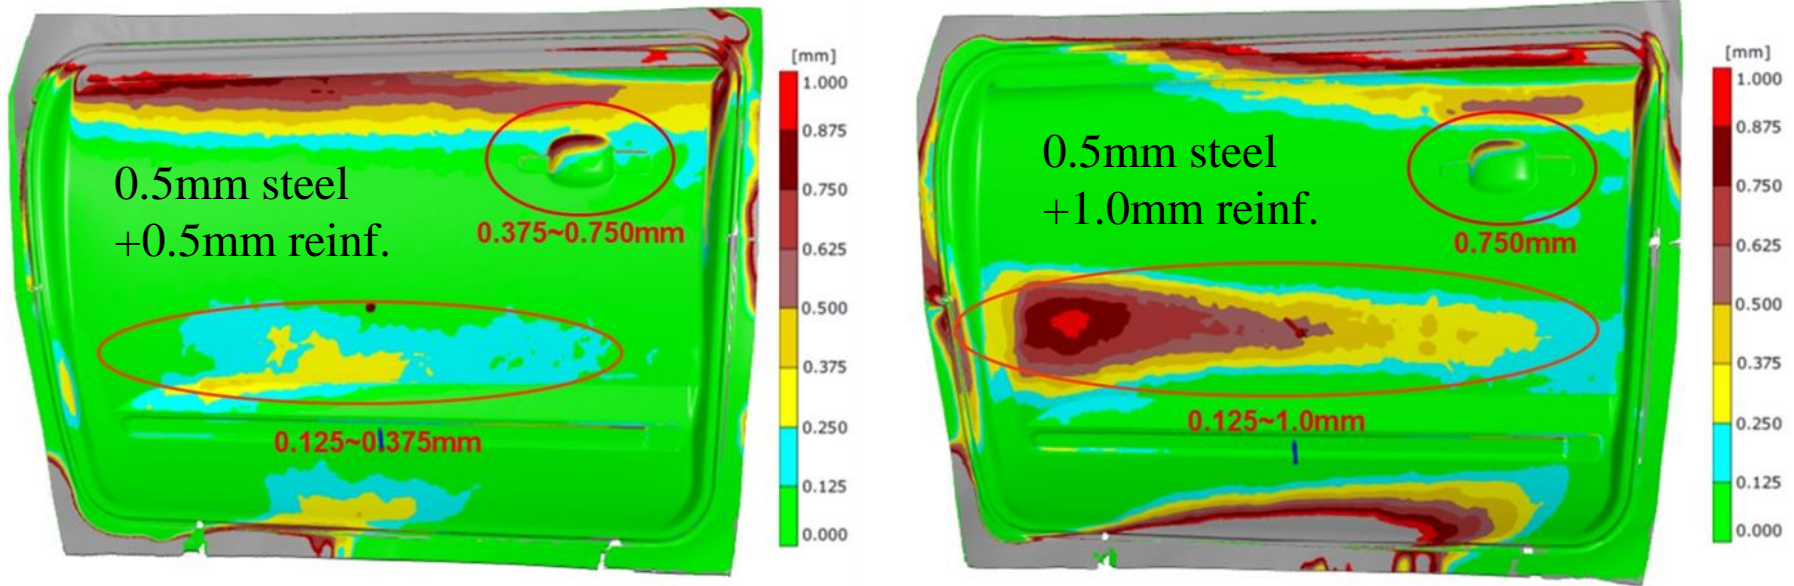 [mm]
1.000
0.875
0.750
0.625
0.500
0.375
0.250
0.125
0.000
0.5mm steel
+0.5mm reinf.
0.375~0.750mm
0.125~0.375mm
[mm]
1.000
0.875
0.750
0.625
0.500
0.375
0.250
0.125
0.000
0.5mm steel
+1.0mm reinf.
0.750mm
0.125~1.0mm